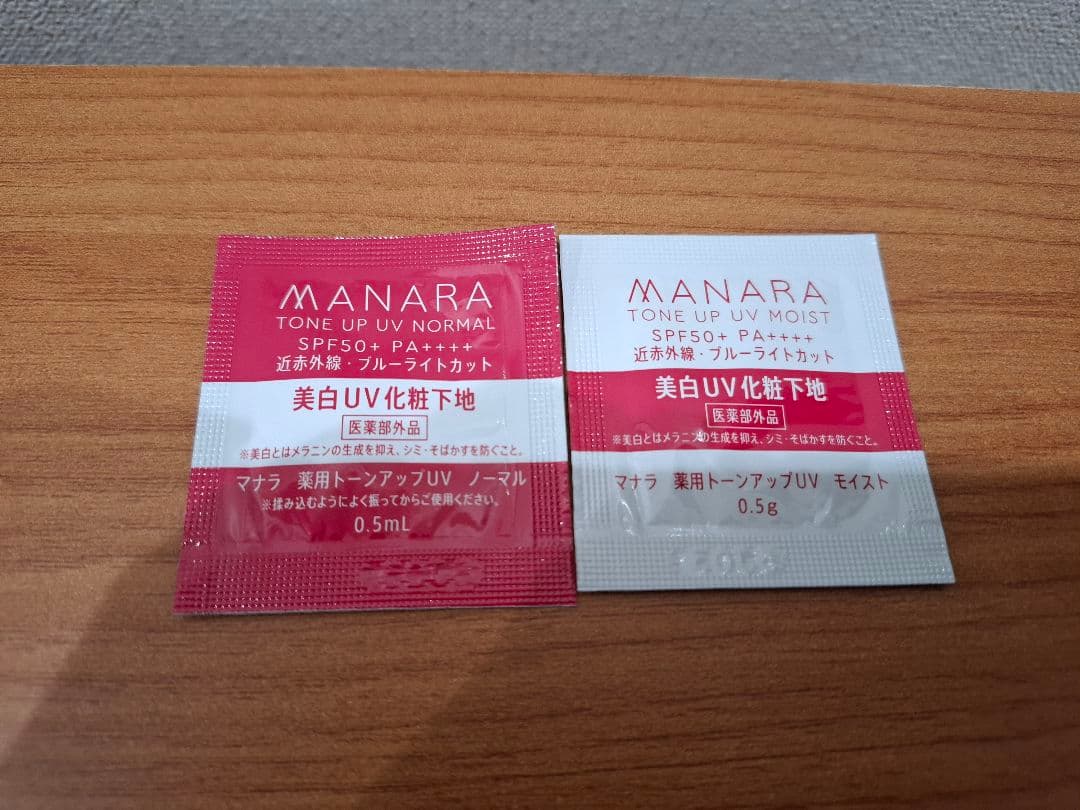 MANARA
TONE UP UV NORMAL
SPF50+ PA++++
近赤外線・ブルーライトカット
美白UV化粧下地
医薬部外品
※美白とはメラニンの生成を抑え、シミ・そばかすを防ぐこと。
マナラ 薬用トーンアップUV ノーマル
※揉み込むようによく振ってからご使用ください。
0.5mL
MANARA
TONE UP UV MOIST
SPF50+ PA++++
近赤外線・ブルーライトカット
美白UV化粧下地
医薬部外品
※美白とはメラニンの生成を抑え、シミ・そばかすを防ぐこと。
マナラ 薬用トーンアップUV モイスト
0.5g